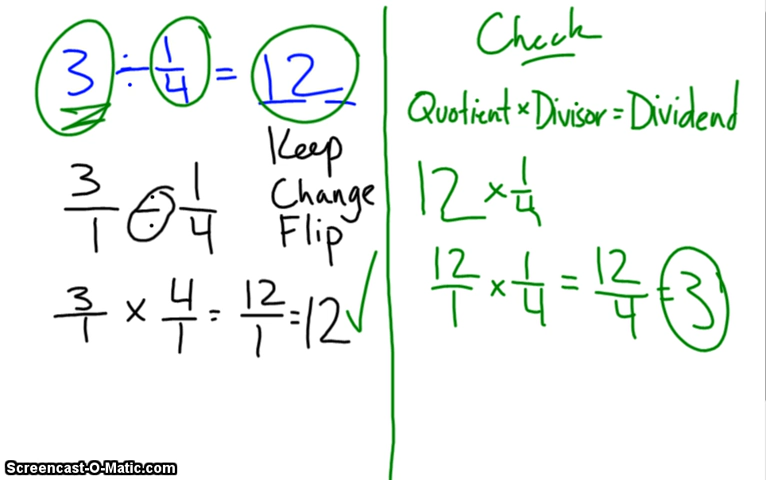 3 ÷ 1/4 = 12
Keep
Change
Flip
3/1 ÷ 1/4
3/1 × 4/1 = 12/1 = 12 ✓
Check
Quotient × Divisor = Dividend
12 × 1/4
12/1 × 1/4 = 12/4 = 3
Screencast-O-Matic.com